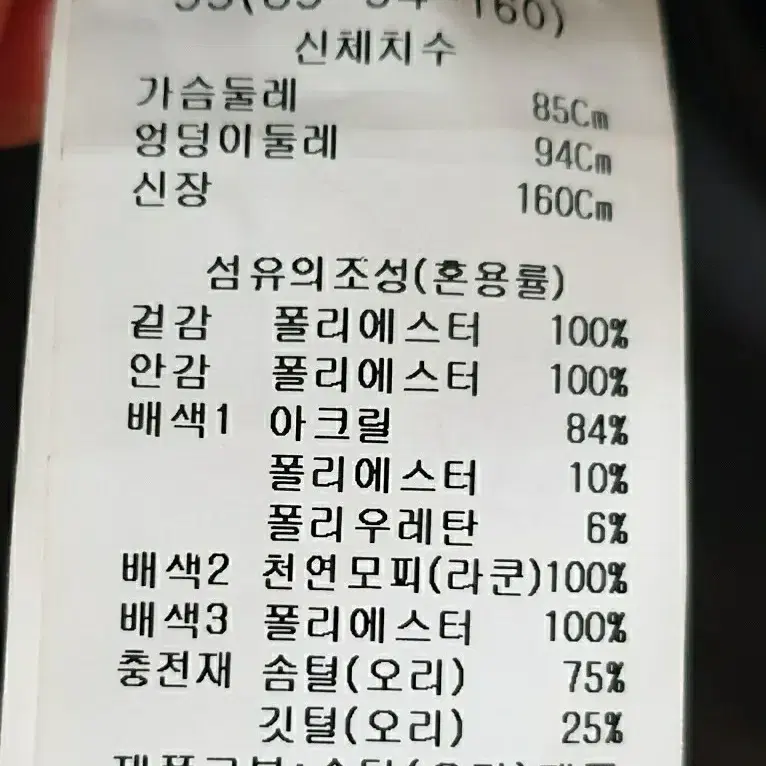 160)
신체치수
가슴둘레 85Cm
엉덩이둘레 94Cm
신장 160Cm
섬유의조성(혼용률)
겉감 폴리에스터 100%
안감 폴리에스터 100%
배색1 아크릴 84%
폴리에스터 10%
폴리우레탄 6%
배색2 천연모피(라쿤)100%
배색3 폴리에스터 100%
충전재 솜털(오리) 75%
깃털(오리) 25%